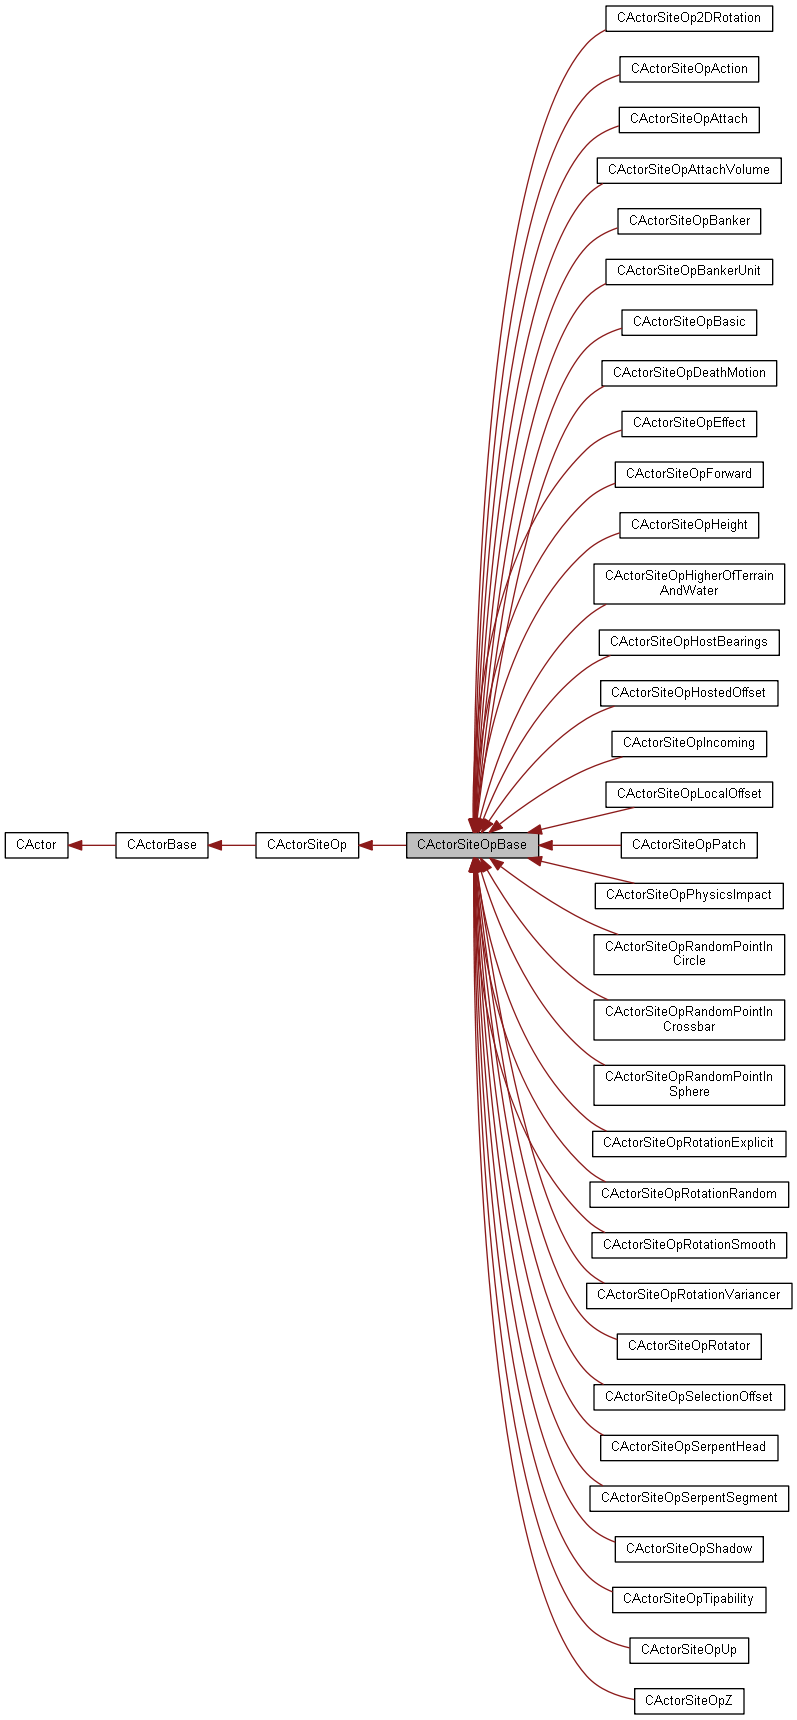 CActorSiteOp2DRotation
CActorSiteOpAction
CActorSiteOpAttach
CActorSiteOpAttachVolume
CActorSiteOpBanker
CActorSiteOpBankerUnit
CActorSiteOpBasic
CActorSiteOpDeathMotion
CActorSiteOpEffect
CActorSiteOpForward
CActorSiteOpHeight
CActorSiteOpHigherOfTerrain
AndWater
CActorSiteOpHostBearings
CActorSiteOpHostedOffset
CActorSiteOpIncoming
CActorSiteOpLocalOffset
CActor
CActorBase
CActorSiteOp
CActorSiteOpBase
CActorSiteOpPatch
CActorSiteOpPhysicsImpact
CActorSiteOpRandomPointIn
Circle
CActorSiteOpRandomPointIn
Crossbar
CActorSiteOpRandomPointIn
Sphere
CActorSiteOpRotationExplicit
CActorSiteOpRotationRandom
CActorSiteOpRotationSmooth
CActorSiteOpRotationVariancer
CActorSiteOpRotator
CActorSiteOpSelectionOffset
CActorSiteOpSerpentHead
CActorSiteOpSerpentSegment
CActorSiteOpShadow
CActorSiteOpTipability
CActorSiteOpUp
CActorSiteOpZ